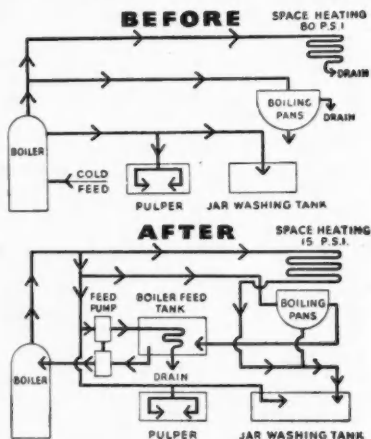 BEFORE
SPACE HEATING
80 P.S.I
DRAIN
BOILING
PANS
DRAIN
BOILER
COLD
FEED
PULPER
JAR WASHING TANK
AFTER
SPACE HEATING
15 P.S.I.
FEED
PUMP
BOILER FEED
TANK
BOILING
PANS
BOILER
DRAIN
PULPER
JAR WASHING TANK